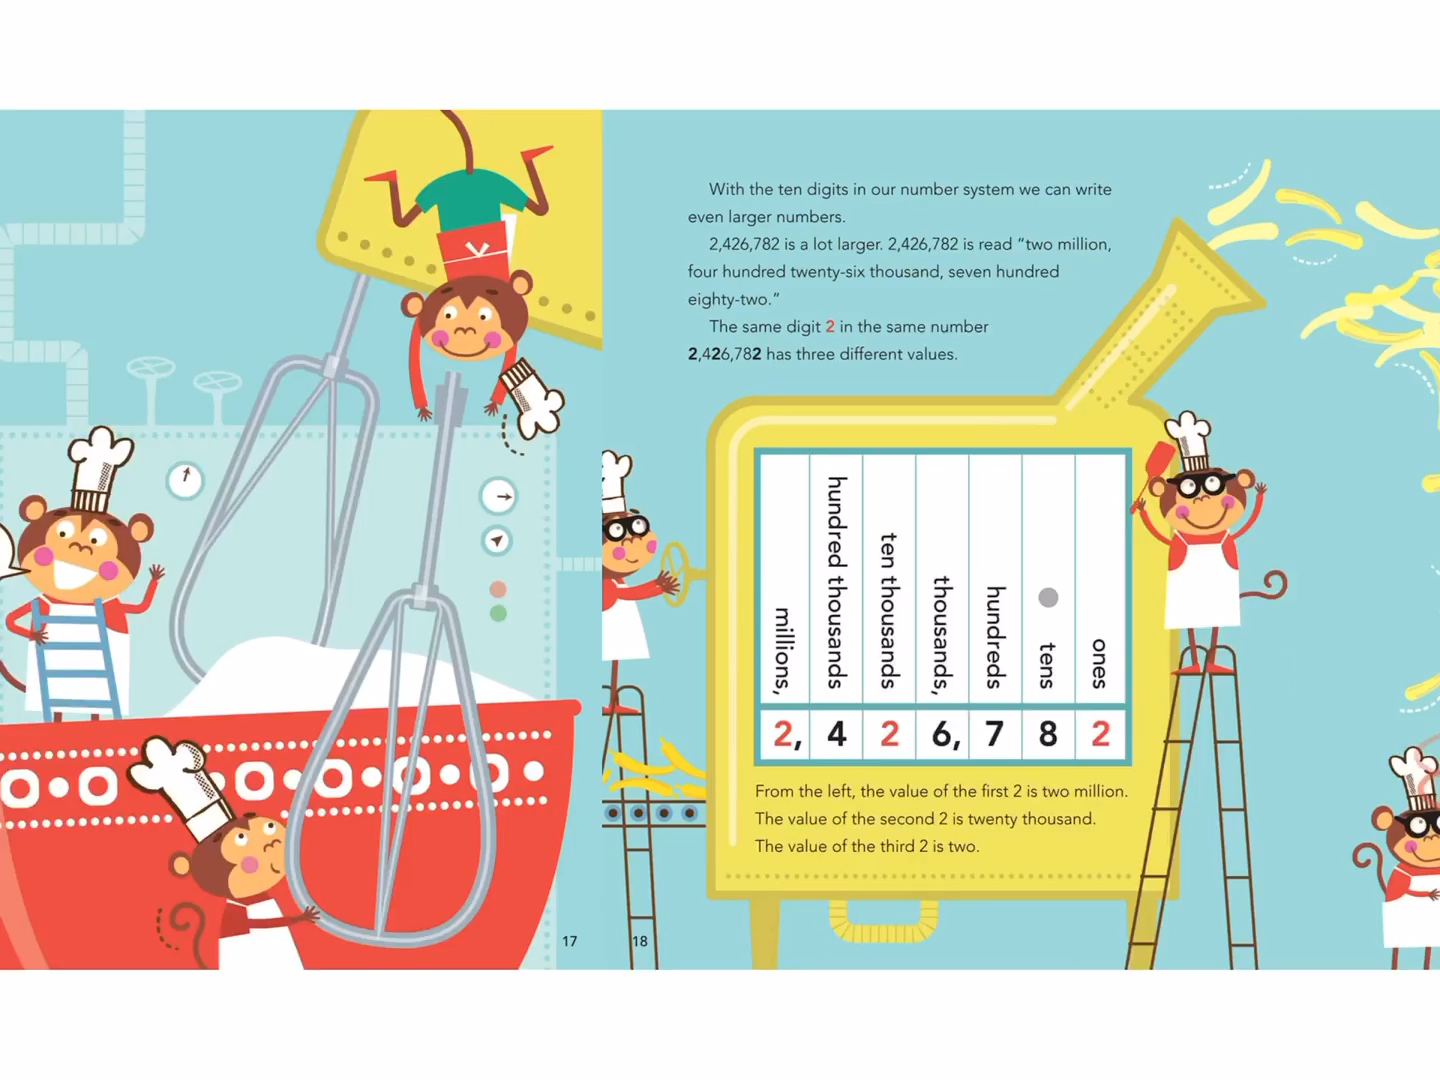 With the ten digits in our number system we can write
even larger numbers.
2,426,782 is a lot larger. 2,426,782 is read “two million,
four hundred twenty-six thousand, seven hundred
eighty-two.”
The same digit 2 in the same number
2,426,782 has three different values.
millions,
hundred thousands
ten thousands
thousands,
hundreds
tens
ones
2, 4 2 6, 7 8 2
From the left, the value of the first 2 is two million.
The value of the second 2 is twenty thousand.
The value of the third 2 is two.
17
18